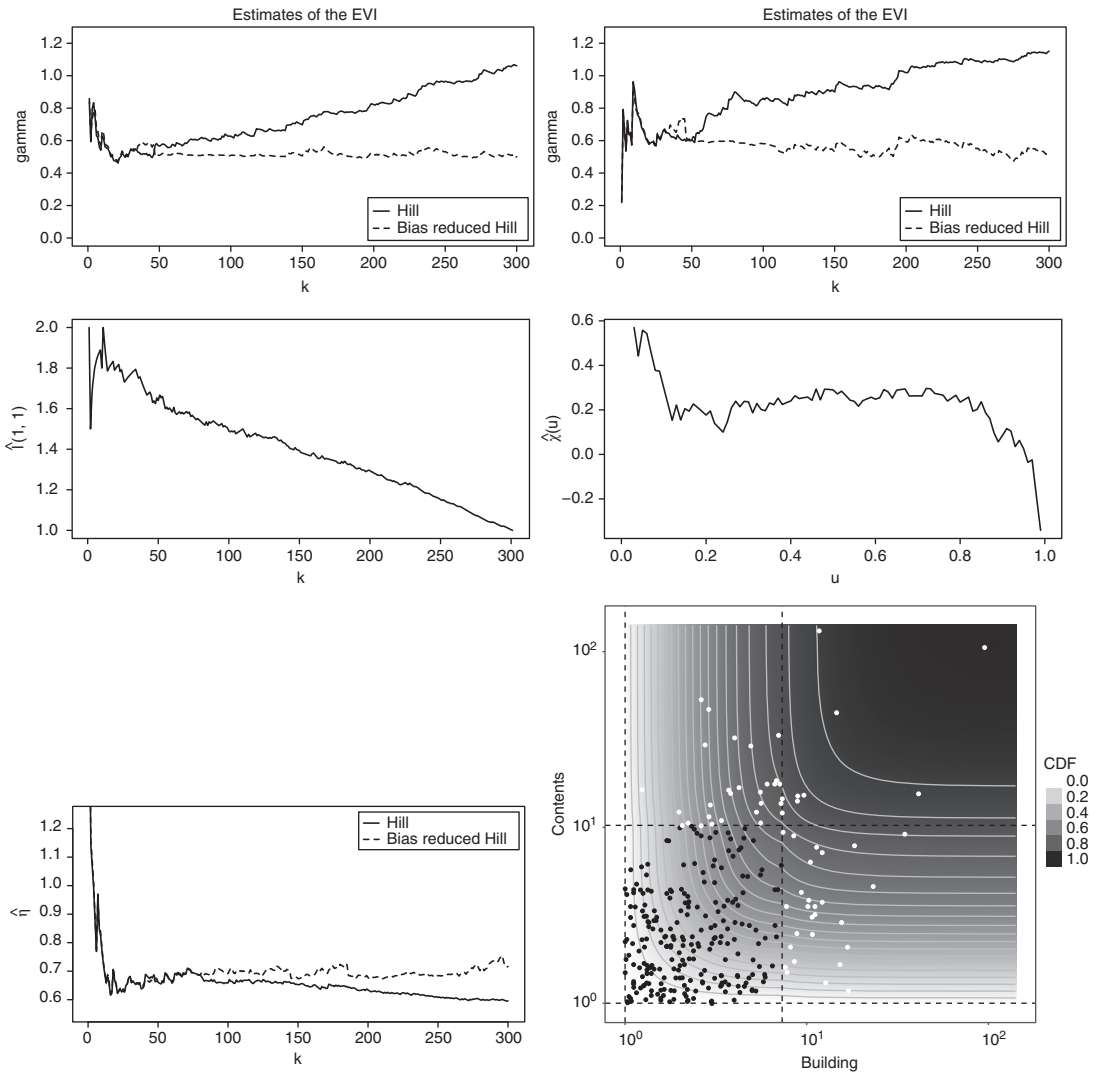 Estimates of the EVI
gamma
1.2
1.0
0.8
0.6
0.4
0.2
0.0
Hill
Bias reduced Hill
0 50 100 150 200 250 300
k
Estimates of the EVI
gamma
1.2
1.0
0.8
0.6
0.4
0.2
0.0
Hill
Bias reduced Hill
0 50 100 150 200 250 300
k
l̂(1, 1)
2.0
1.8
1.6
1.4
1.2
1.0
0 50 100 150 200 250 300
k
χ̂(u)
0.6
0.4
0.2
0.0
−0.2
0.0 0.2 0.4 0.6 0.8 1.0
u
η̂
1.2
1.1
1.0
0.9
0.8
0.7
0.6
Hill
Bias reduced Hill
0 50 100 150 200 250 300
k
Contents
10²
10¹
10⁰
10⁰ 10¹ 10²
Building
CDF
0.0
0.2
0.4
0.6
0.8
1.0